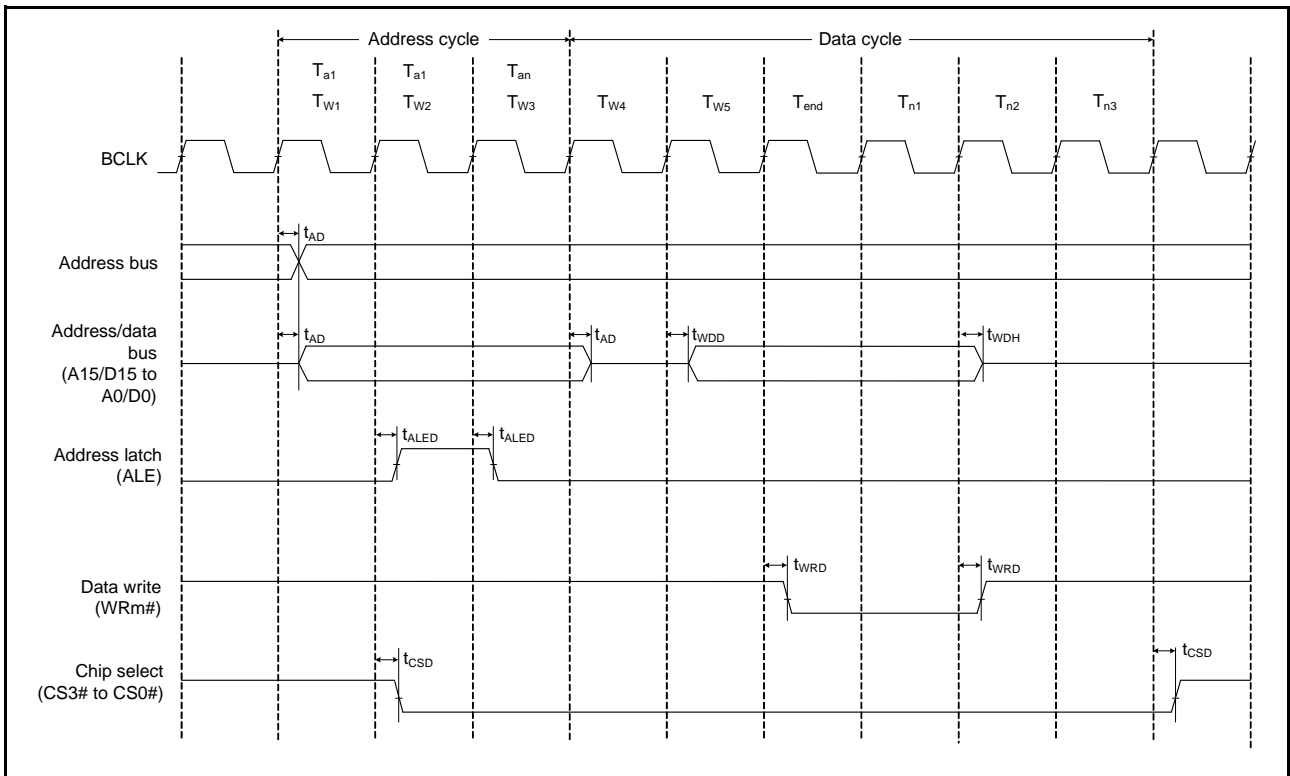 Address cycle
Data cycle
Ta1
Ta1
Tan
TW1
TW2
TW3
TW4
TW5
Tend
Tn1
Tn2
Tn3
BCLK
tAD
Address bus
Address/data
bus
(A15/D15 to
A0/D0)
tAD
tAD
tWDD
tWDH
Address latch
(ALE)
tALED
tALED
Data write
(WRm#)
tWRD
tWRD
Chip select
(CS3# to CS0#)
tCSD
tCSD